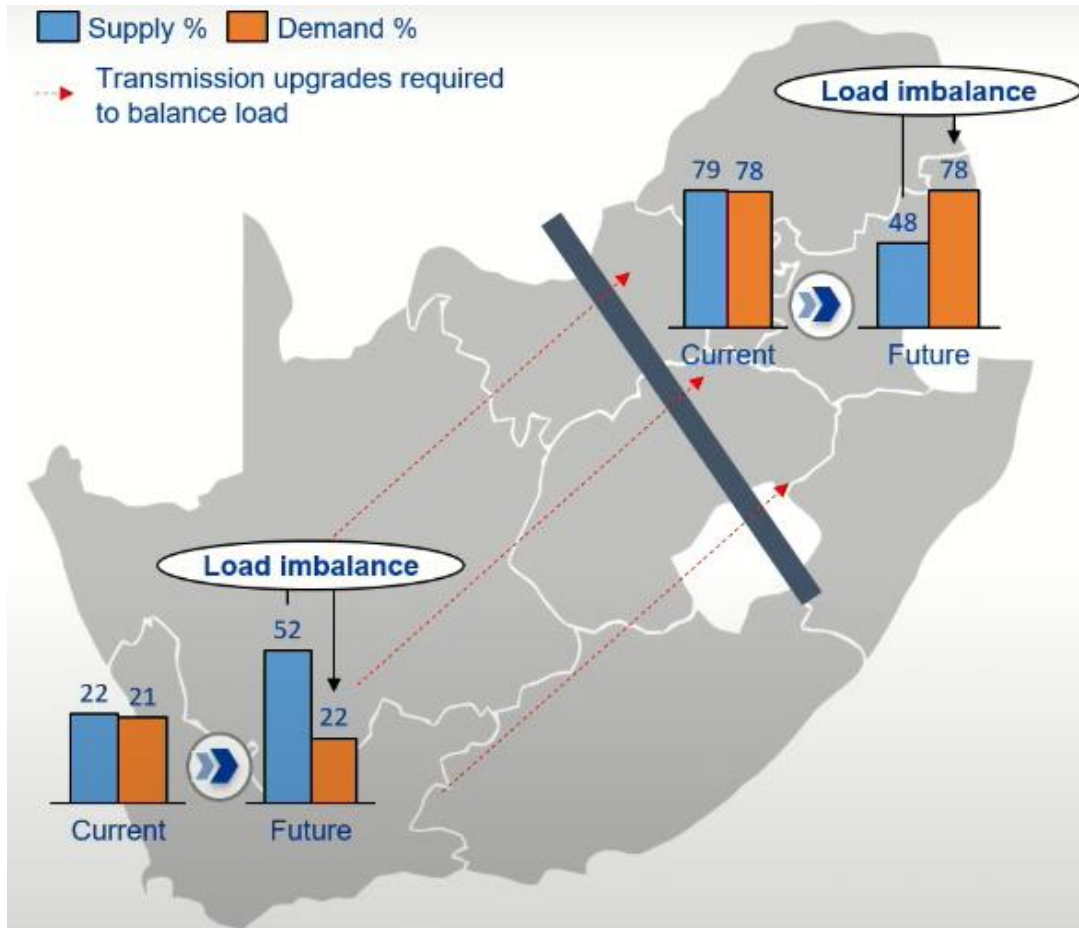 Supply % Demand %
Transmission upgrades required
to balance load
Load imbalance
79 78
48 78
Current Future
Load imbalance
22 21
52 22
Current Future